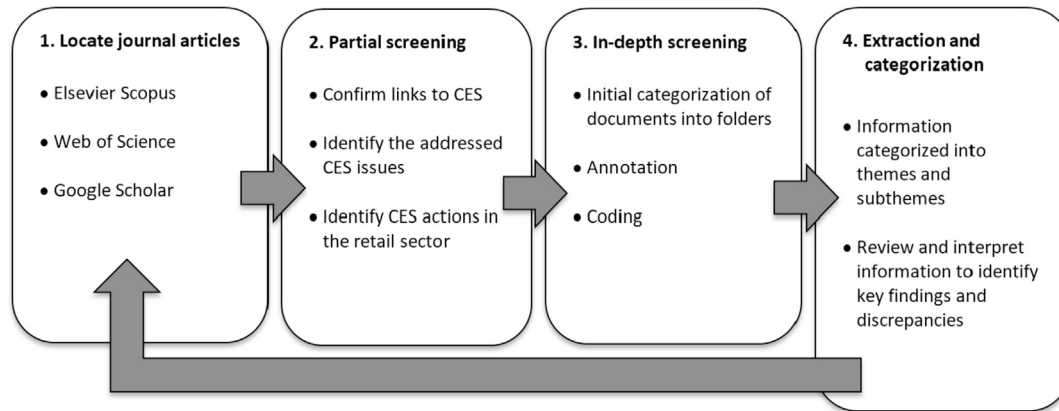 1. Locate journal articles
• Elsevier Scopus
• Web of Science
• Google Scholar
2. Partial screening
• Confirm links to CES
• Identify the addressed
CES issues
• Identify CES actions in
the retail sector
3. In-depth screening
• Initial categorization of
documents into folders
• Annotation
• Coding
4. Extraction and
categorization
• Information
categorized into
themes and
subthemes
• Review and interpret
information to identify
key findings and
discrepancies